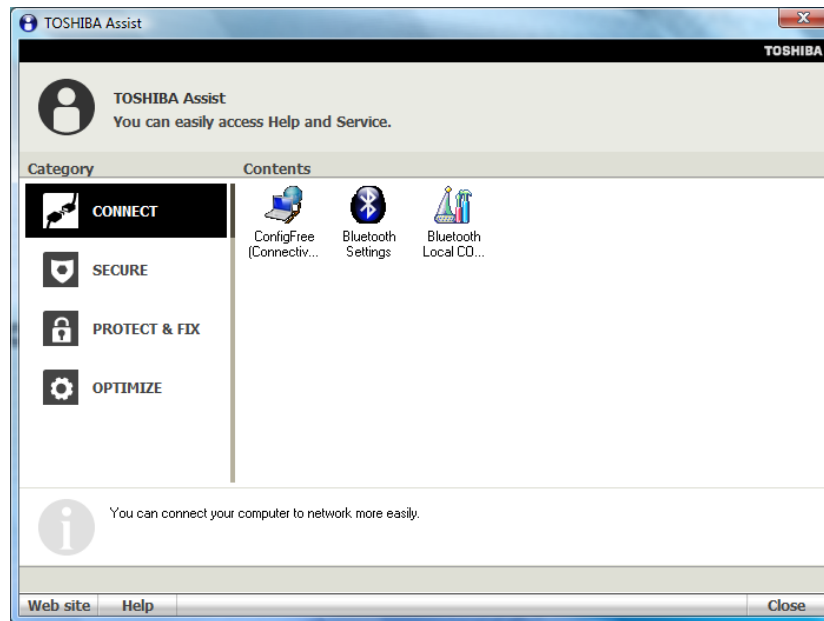 TOSHIBA Assist
TOSHIBA
TOSHIBA Assist
You can easily access Help and Service.
Category
Contents
CONNECT
SECURE
PROTECT & FIX
OPTIMIZE
ConfigFree
(Connectiv...
Bluetooth
Settings
Bluetooth
Local CO...
You can connect your computer to network more easily.
Web site
Help
Close